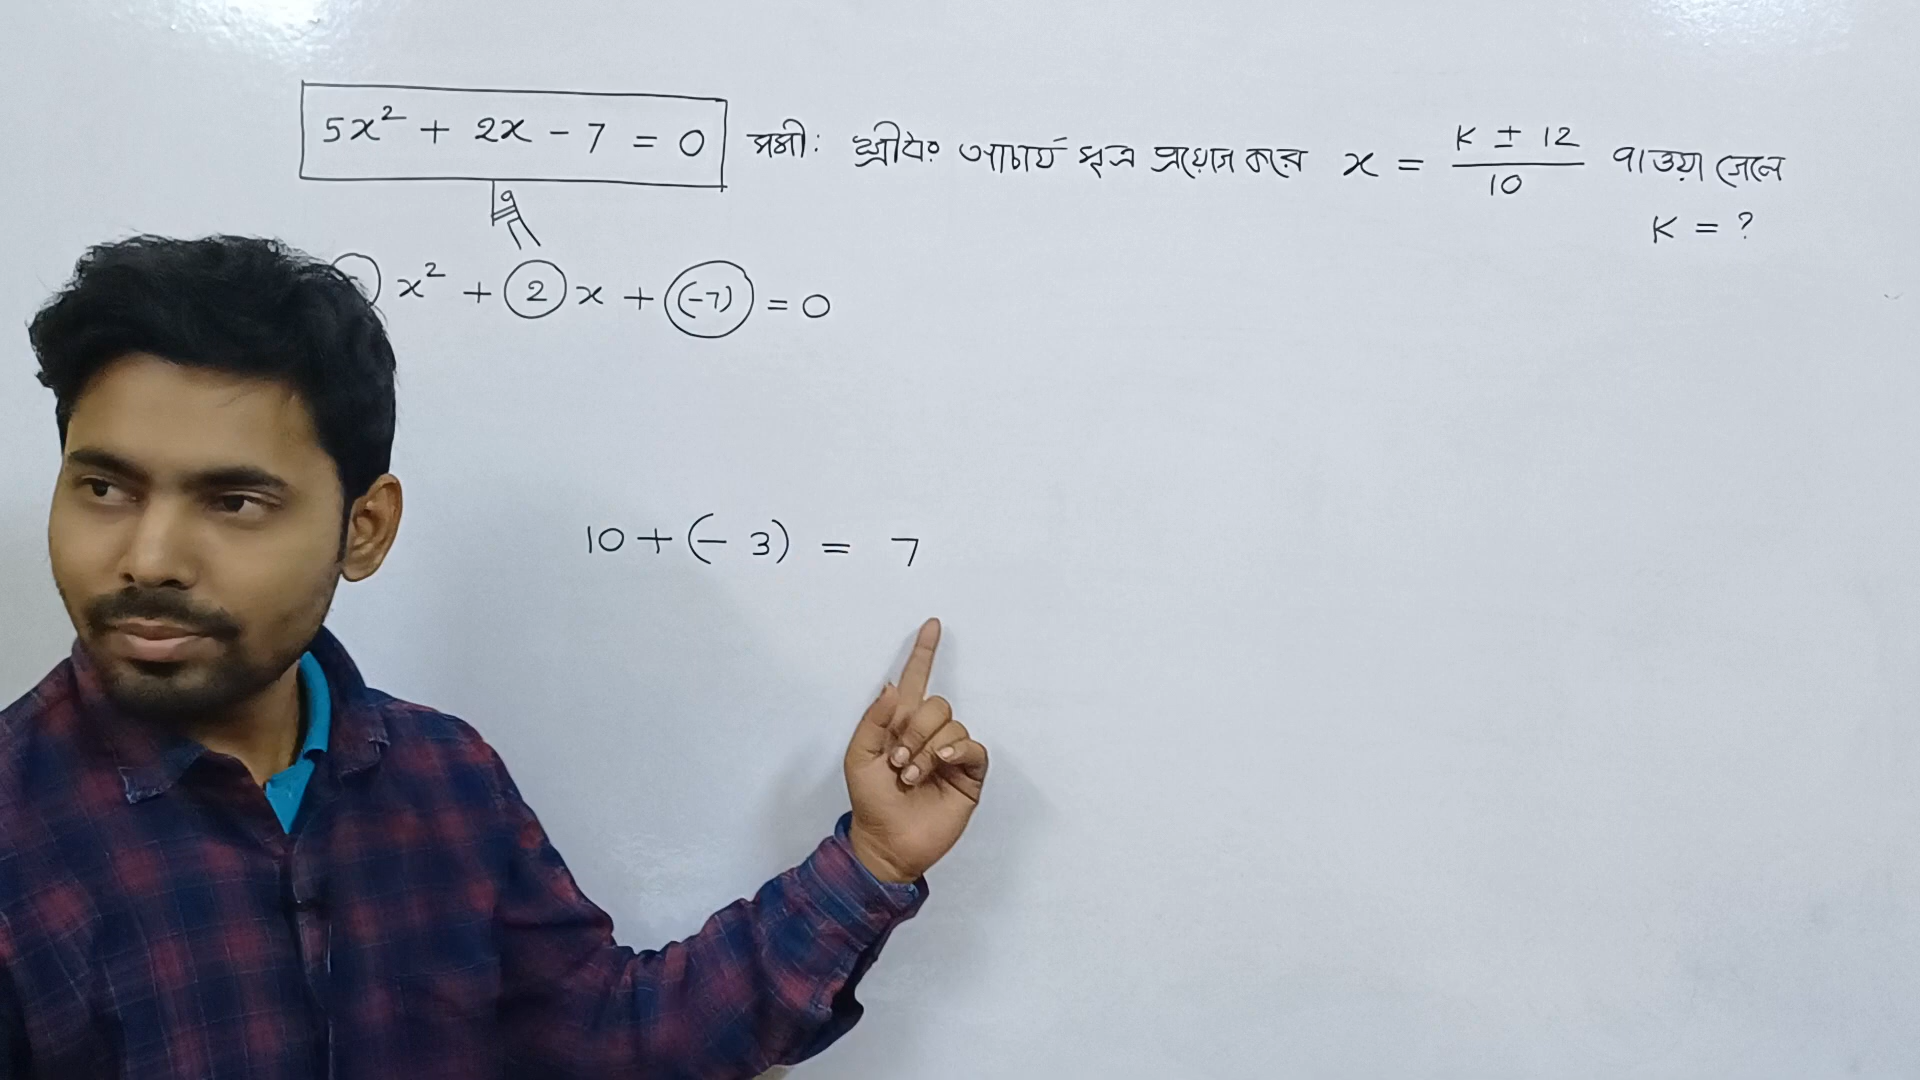 5x² + 2x - 7 = 0 সমী: শ্রীধর আচার্য সূত্র প্রয়োগ করে x = (K ± 12)/10 পাওয়া গেলে
K = ?
x² + 2 x + (-7) = 0
10 + (- 3) = 7